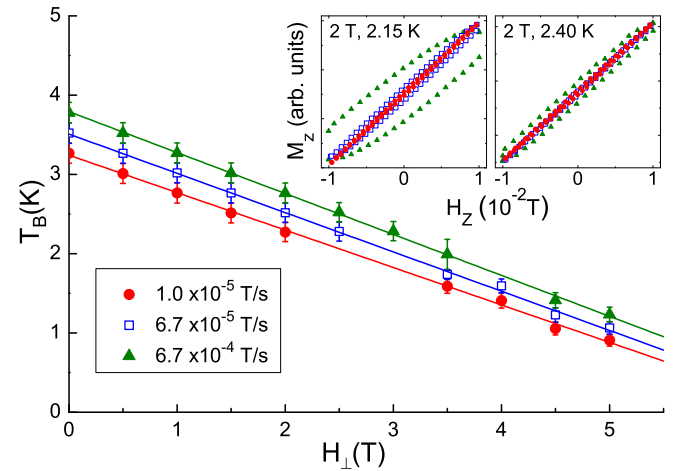 2 T, 2.15 K
2 T, 2.40 K
M_Z (arb. units)
-1 0 1
-1 0 1
H_Z (10^-2 T)
5
4
3
2
1
0
T_B(K)
1.0 x10^-5 T/s
6.7 x10^-5 T/s
6.7 x10^-4 T/s
0 1 2 3 4 5
H_⊥(T)